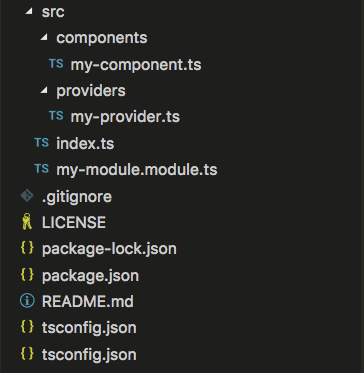 src
components
TS my-component.ts
providers
TS my-provider.ts
TS index.ts
TS my-module.module.ts
.gitignore
LICENSE
{ } package-lock.json
{ } package.json
README.md
{ } tsconfig.json
{ } tsconfig.json